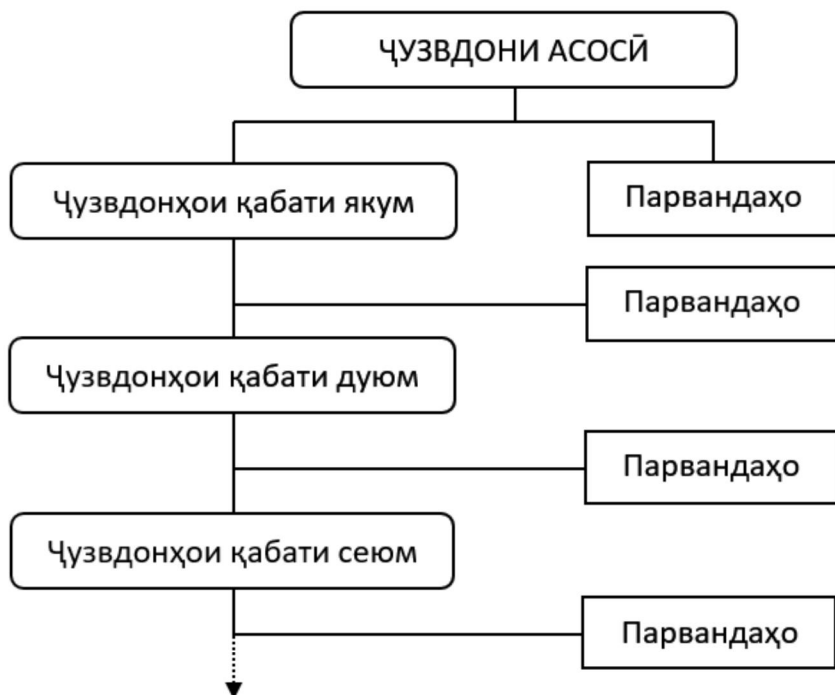 ҶУЗВДОНИ АСОСӢ
Ҷузвдонҳои қабати якум
Парвандаҳо
Парвандаҳо
Ҷузвдонҳои қабати дуюм
Парвандаҳо
Ҷузвдонҳои қабати сеюм
Парвандаҳо